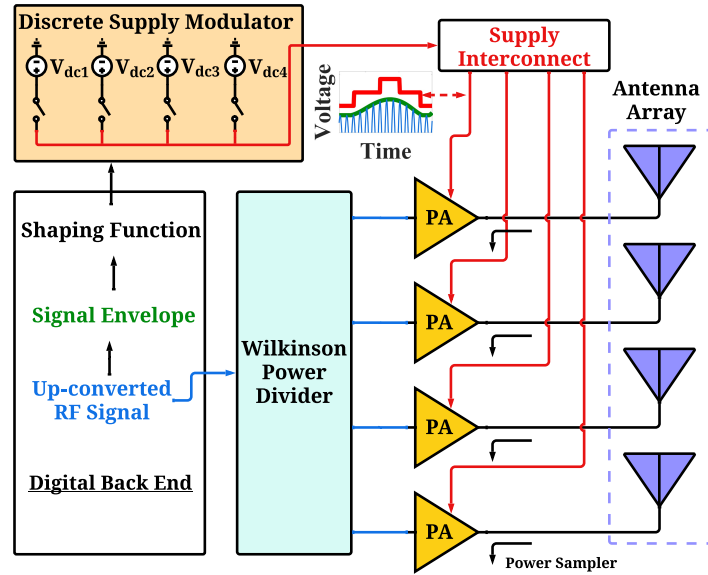 Discrete Supply Modulator
Vdc1
Vdc2
Vdc3
Vdc4
Supply
Interconnect
Voltage
Time
Antenna
Array
Shaping Function
Signal Envelope
Up-converted
RF Signal
Digital Back End
Wilkinson
Power
Divider
PA
PA
PA
PA
Power Sampler